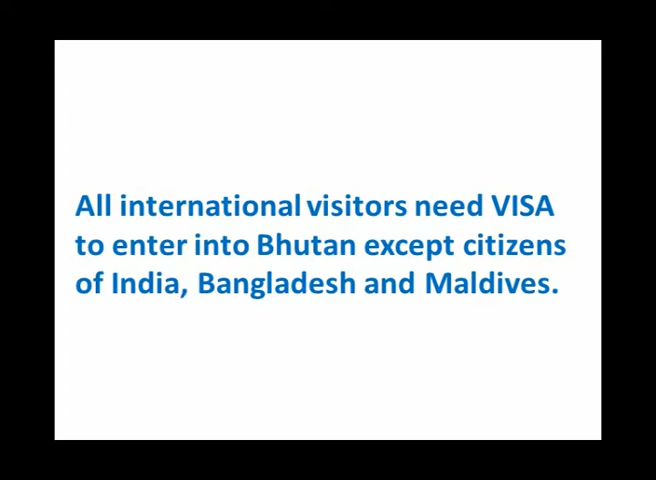 All international visitors need VISA
to enter into Bhutan except citizens
of India, Bangladesh and Maldives.